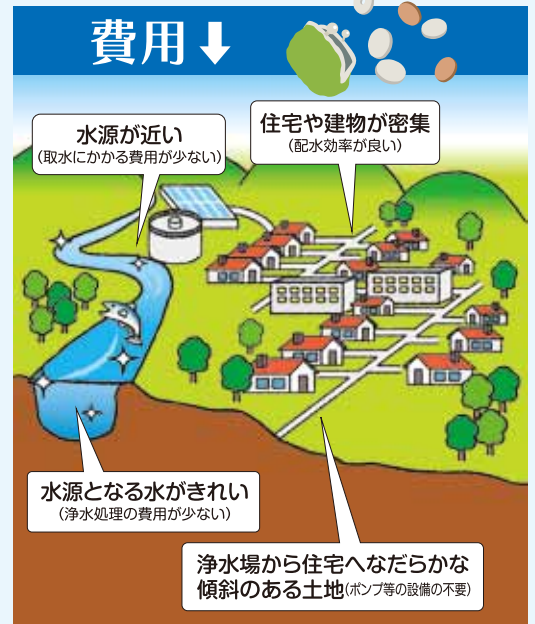 費用↓
水源が近い
(取水にかかる費用が少ない)
住宅や建物が密集
(配水効率が良い)
水源となる水がきれい
(浄水処理の費用が少ない)
浄水場から住宅へなだらかな
傾斜のある土地(ポンプ等の設備の不要)